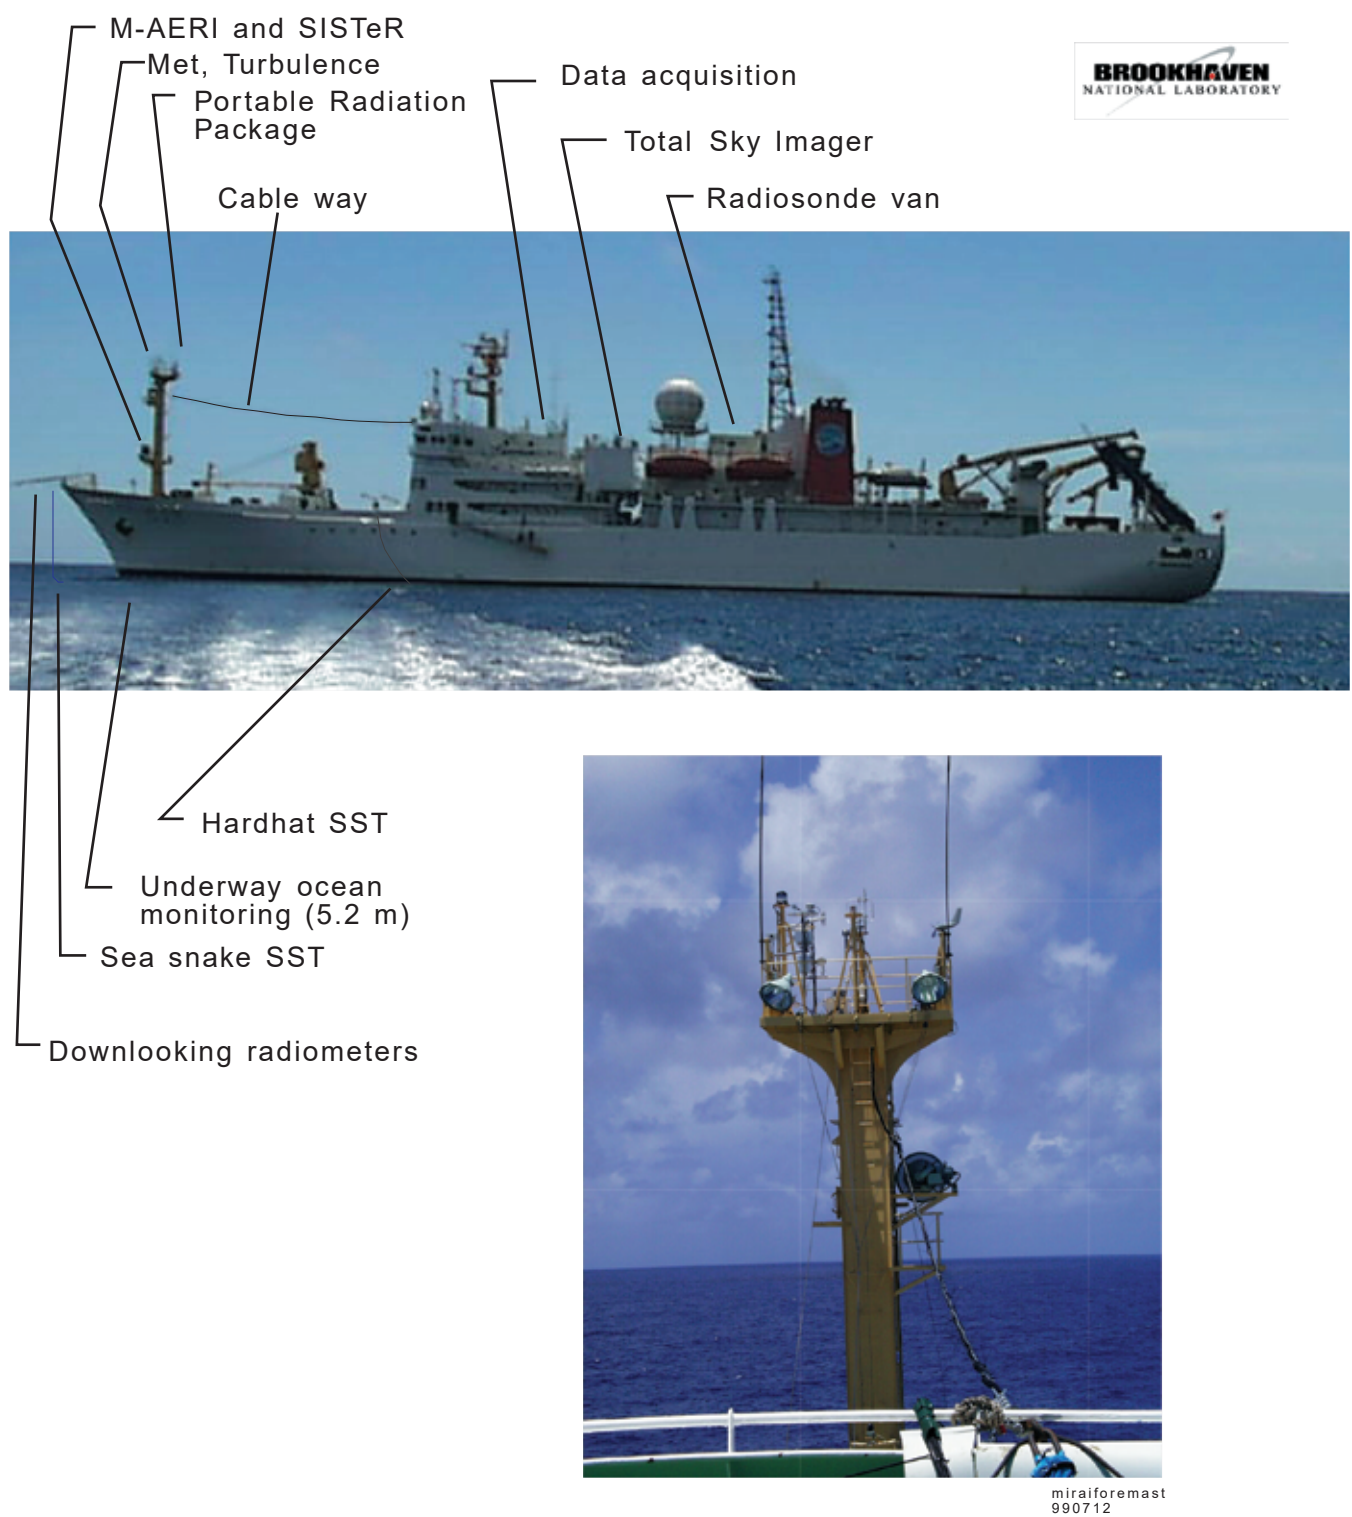 M-AERI and SISTeR
Met, Turbulence
Portable Radiation
Package
Cable way
Data acquisition
Total Sky Imager
Radiosonde van
BROOKHAVEN
NATIONAL LABORATORY
Hardhat SST
Underway ocean
monitoring (5.2 m)
Sea snake SST
Downlooking radiometers
miraiforemast
990712